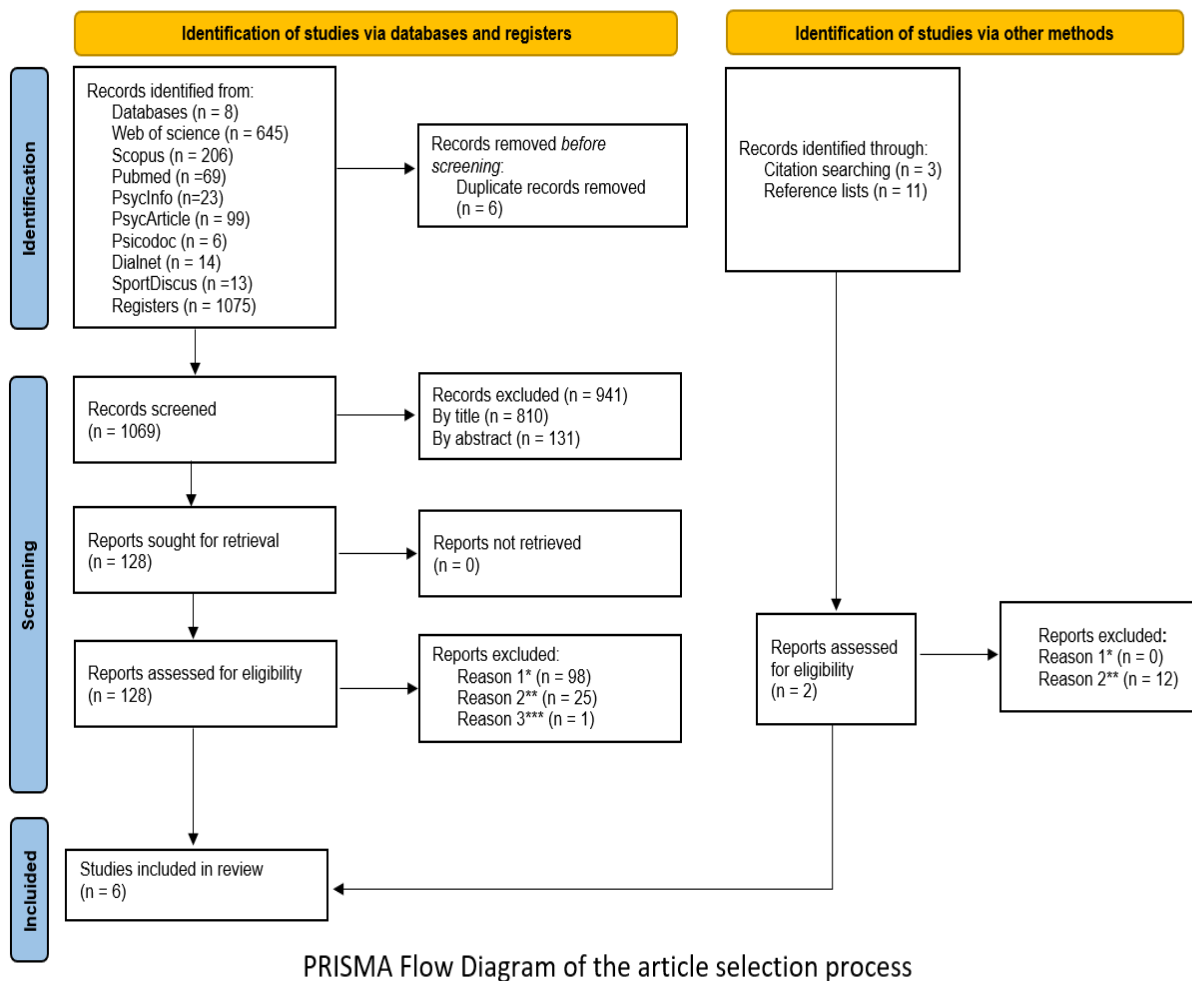 Identification of studies via databases and registers
Identification of studies via other methods
Identification
Records identified from:
Databases (n = 8)
Web of science (n = 645)
Scopus (n = 206)
Pubmed (n =69)
PsycInfo (n=23)
PsycArticle (n = 99)
Psicodoc (n = 6)
Dialnet (n = 14)
SportDiscus (n =13)
Registers (n = 1075)
Records removed before
screening:
Duplicate records removed
(n = 6)
Records identified through:
Citation searching (n = 3)
Reference lists (n = 11)
Screening
Records screened
(n = 1069)
Records excluded (n = 941)
By title (n = 810)
By abstract (n = 131)
Reports sought for retrieval
(n = 128)
Reports not retrieved
(n = 0)
Reports assessed for eligibility
(n = 128)
Reports excluded:
Reason 1* (n = 98)
Reason 2** (n = 25)
Reason 3*** (n = 1)
Reports assessed
for eligibility
(n = 2)
Reports excluded:
Reason 1* (n = 0)
Reason 2** (n = 12)
Incluided
Studies included in review
(n = 6)
PRISMA Flow Diagram of the article selection process